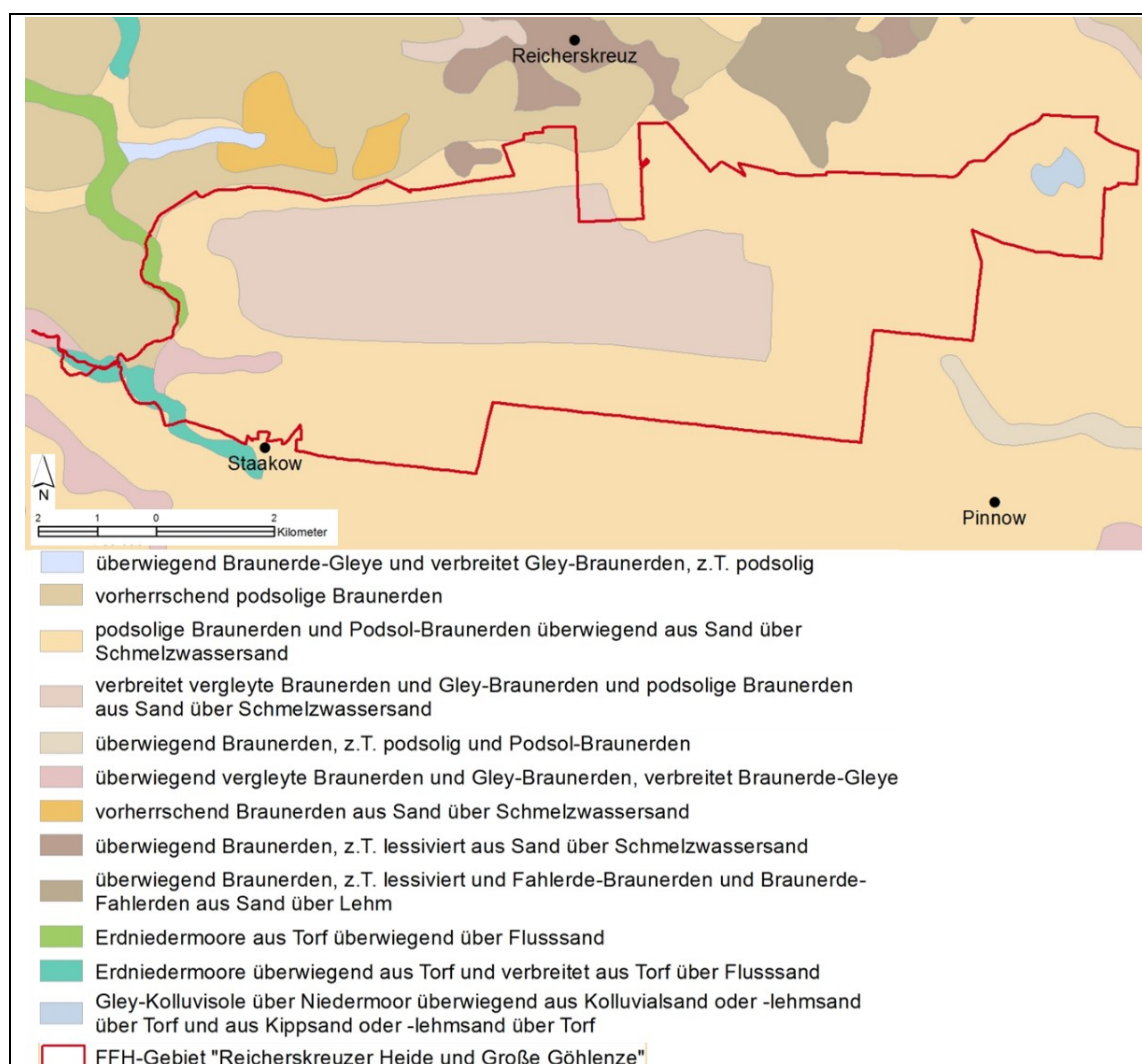 Reicherskreuz
Staakow
Pinnow
N
2 1 0 2
Kilometer
überwiegend Braunerde-Gleye und verbreitet Gley-Braunerden, z.T. podsolig
vorherrschend podsolige Braunerden
podsolige Braunerden und Podsol-Braunerden überwiegend aus Sand über
Schmelzwassersand
verbreitet vergleyte Braunerden und Gley-Braunerden und podsolige Braunerden
aus Sand über Schmelzwassersand
überwiegend Braunerden, z.T. podsolig und Podsol-Braunerden
überwiegend vergleyte Braunerden und Gley-Braunerden, verbreitet Braunerde-Gleye
vorherrschend Braunerden aus Sand über Schmelzwassersand
überwiegend Braunerden, z.T. lessiviert aus Sand über Schmelzwassersand
überwiegend Braunerden, z.T. lessiviert und Fahlerde-Braunerden und Braunerde-
Fahlerden aus Sand über Lehm
Erdniedermoore aus Torf überwiegend über Flusssand
Erdniedermoore überwiegend aus Torf und verbreitet aus Torf über Flusssand
Gley-Kolluvisole über Niedermoor überwiegend aus Kolluvialsand oder -lehmsand
über Torf und aus Kippsand oder -lehmsand über Torf
FFH-Gebiet "Reicherskreuzer Heide und Große Göhlenze"